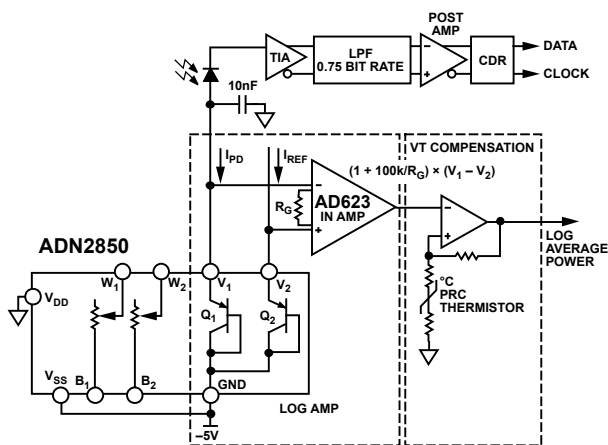 POST
AMP
TIA
LPF
0.75 BIT RATE
−
+
CDR
DATA
CLOCK
10nF
VT COMPENSATION
I_PD
I_REF
(1 + 100k/R_G) × (V_1 – V_2)
−
R_G
AD623
IN AMP
+
−
+
LOG
AVERAGE
POWER
°C
PRC
THERMISTOR
ADN2850
W_1
W_2
V_1
V_2
V_DD
Q_1
Q_2
V_SS
B_1
B_2
GND
LOG AMP
–5V